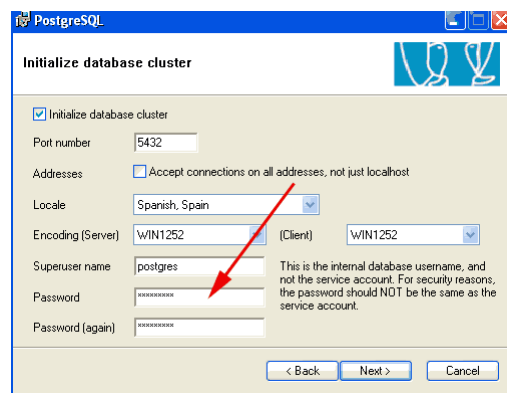 PostgreSQL
Initialize database cluster
Initialize database cluster
Port number 5432
Addresses Accept connections on all addresses, not just localhost
Locale Spanish, Spain
Encoding (Server) WIN1252 (Client) WIN1252
Superuser name postgres
This is the internal database username, and
not the service account. For security reasons,
the password should NOT be the same as the
service account.
Password xxxxxxxxx
Password (again) xxxxxxxxx
< Back Next > Cancel